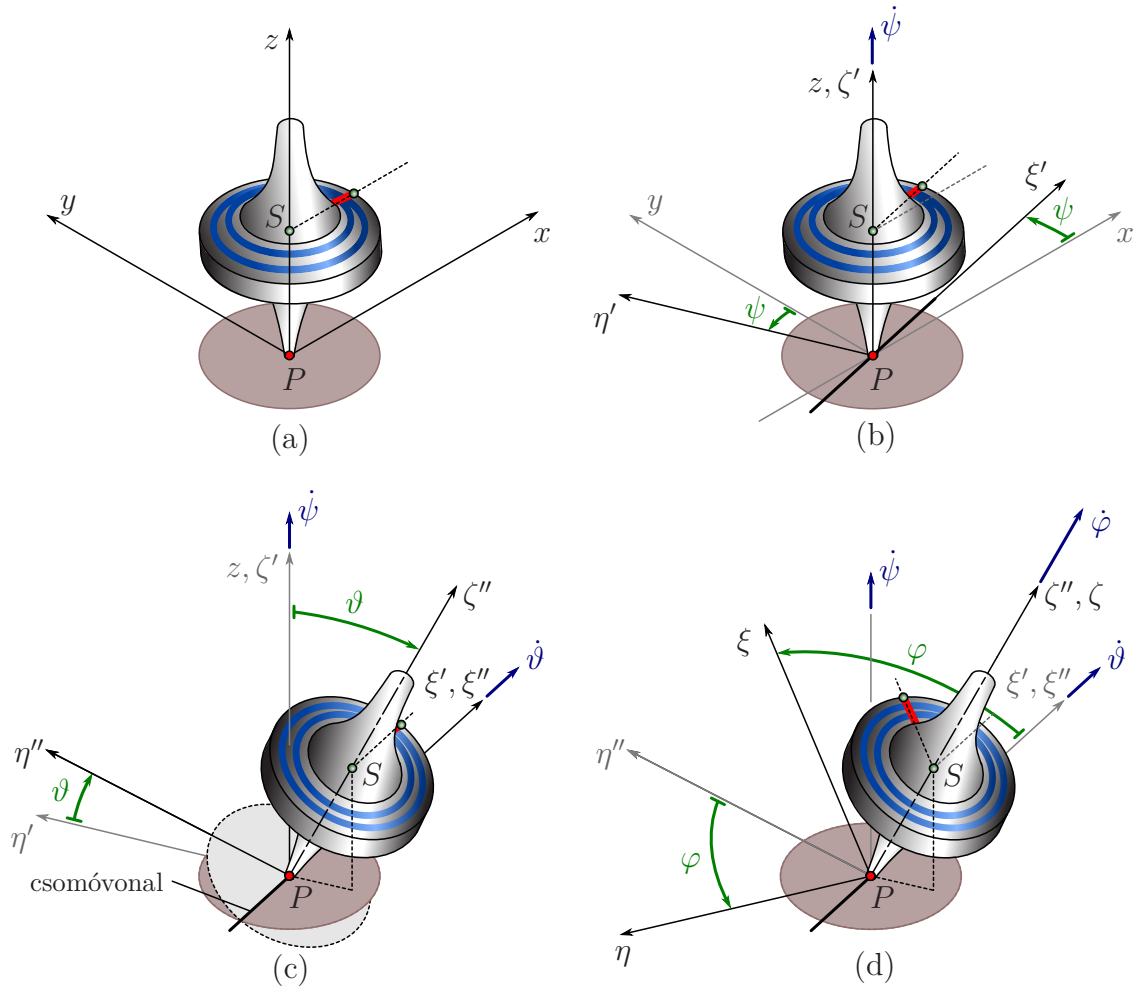 z
y
x
S
P
(a)
ψ̇
z, ζ′
ξ′
y
ψ
x
S
ψ
η′
P
(b)
ψ̇
z, ζ′
ϑ
ζ″
ϑ̇
ξ′, ξ″
η″
S
ϑ
η′
csomóvonal
P
(c)
φ̇
ψ̇
ζ″, ζ
ξ
φ
ϑ̇
ξ′, ξ″
η″
S
φ
P
η
(d)